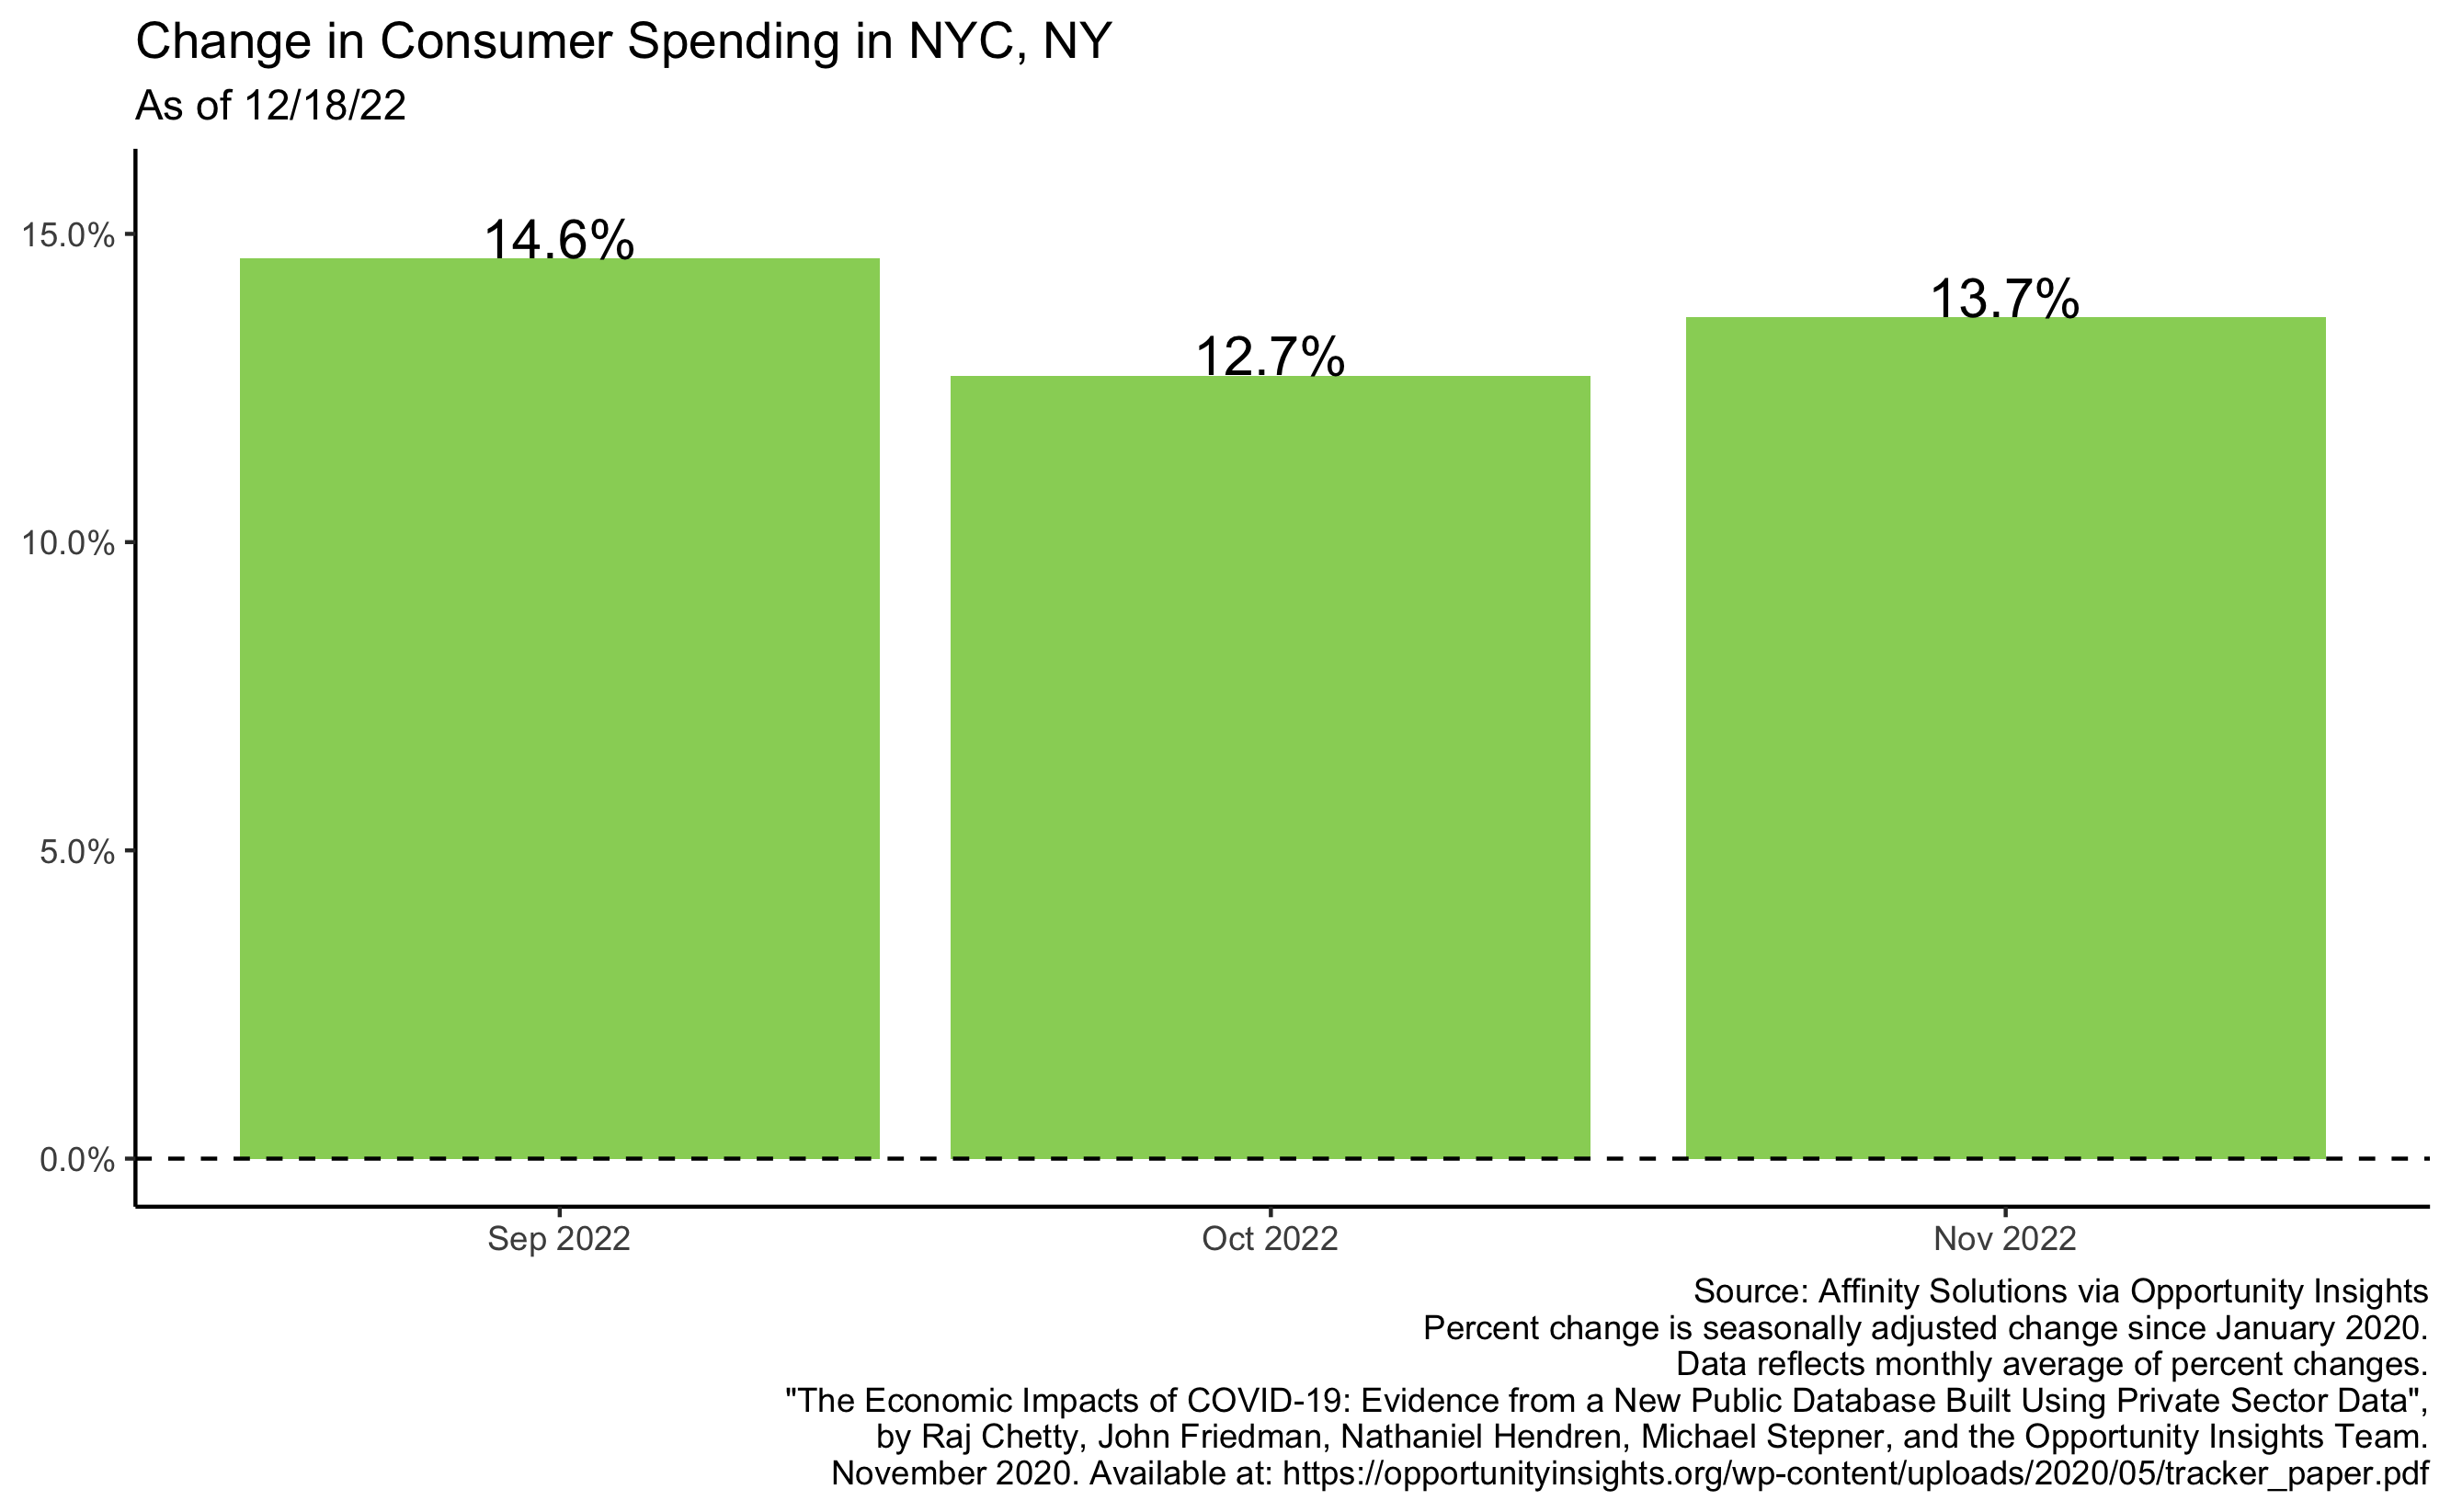 Change in Consumer Spending in NYC, NY
As of 12/18/22
15.0%
10.0%
5.0%
0.0%
14.6%
12.7%
13.7%
Sep 2022
Oct 2022
Nov 2022
Source: Affinity Solutions via Opportunity Insights
Percent change is seasonally adjusted change since January 2020.
Data reflects monthly average of percent changes.
"The Economic Impacts of COVID-19: Evidence from a New Public Database Built Using Private Sector Data",
by Raj Chetty, John Friedman, Nathaniel Hendren, Michael Stepner, and the Opportunity Insights Team.
November 2020. Available at: https://opportunityinsights.org/wp-content/uploads/2020/05/tracker_paper.pdf